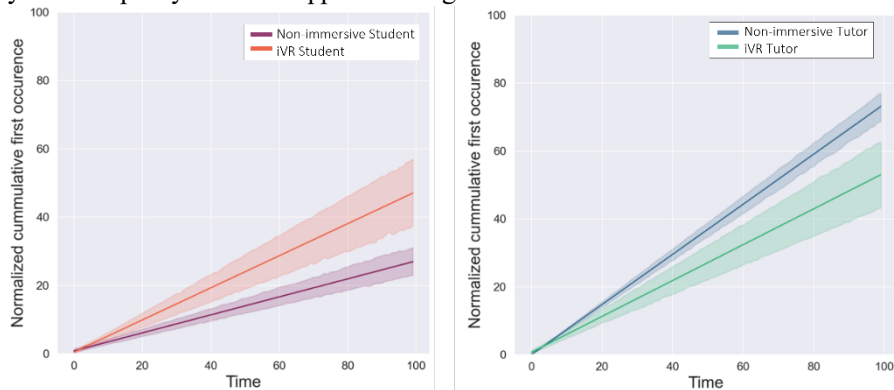 Non-immersive Student
iVR Student
Normalized cummulative first occurence
100
80
60
40
20
0
0 20 40 60 80 100
Time
Non-immersive Tutor
iVR Tutor
Normalized cummulative first occurence
100
80
60
40
20
0
0 20 40 60 80 100
Time